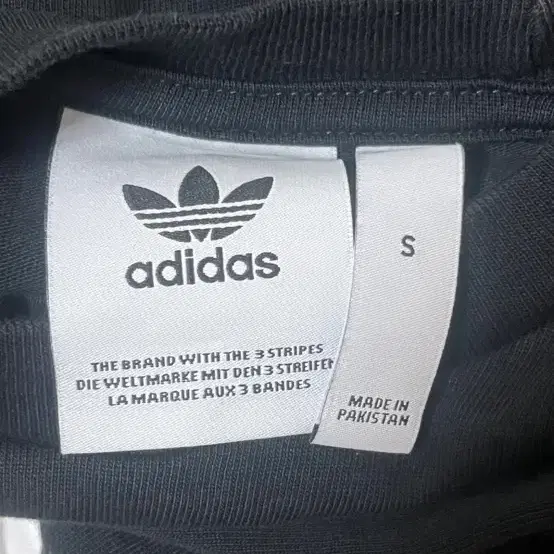 adidas
THE BRAND WITH THE 3 STRIPES
DIE WELTMARKE MIT DEN 3 STREIFEN
LA MARQUE AUX 3 BANDES
S
MADE IN
PAKISTAN